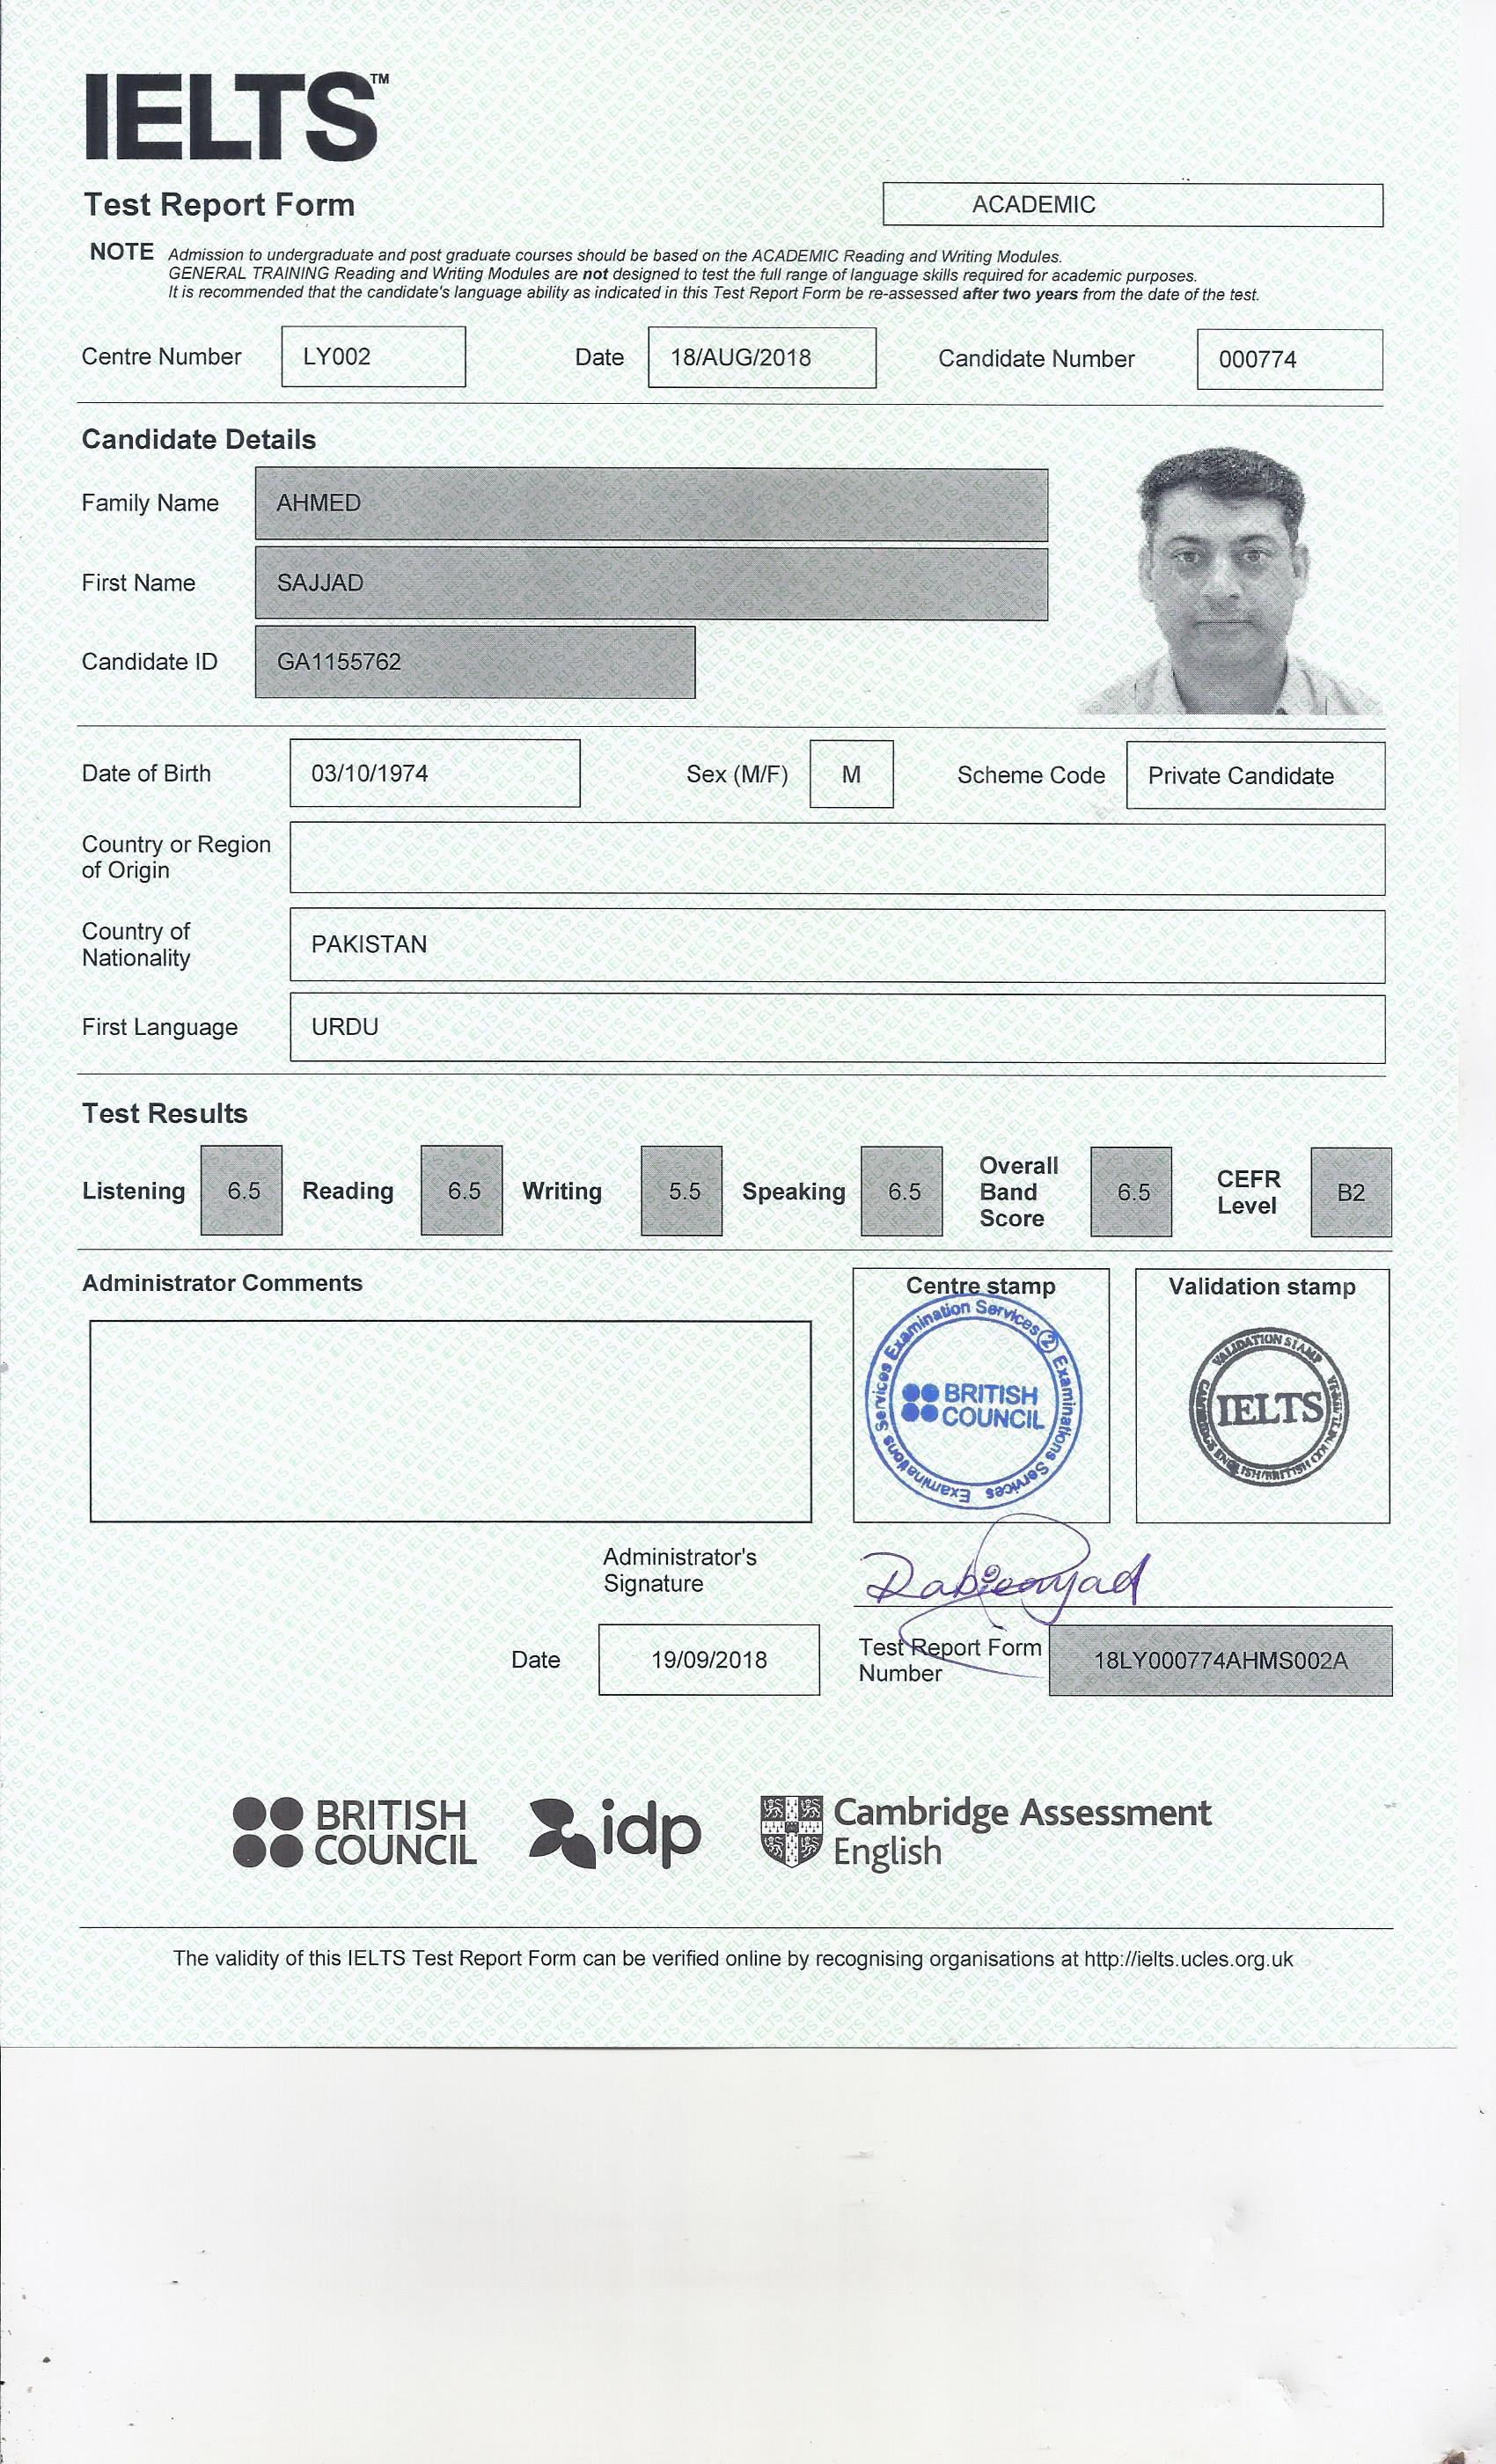 IELTS™
Test Report Form
ACADEMIC
NOTE Admission to undergraduate and post graduate courses should be based on the ACADEMIC Reading and Writing Modules.
GENERAL TRAINING Reading and Writing Modules are not designed to test the full range of language skills required for academic purposes.
It is recommended that the candidate's language ability as indicated in this Test Report Form be re-assessed after two years from the date of the test.
Centre Number LY002 Date 18/AUG/2018 Candidate Number 000774
Candidate Details
Family Name AHMED
First Name SAJJAD
Candidate ID GA1155762
Date of Birth 03/10/1974 Sex (M/F) M Scheme Code Private Candidate
Country or Region
of Origin
Country of
Nationality
PAKISTAN
First Language URDU
Test Results
Listening 6.5 Reading 6.5 Writing 5.5 Speaking 6.5 Overall Band Score 6.5 CEFR Level B2
Administrator Comments
Centre stamp
Examinations Services Examination Services 2 Examinations Services
BRITISH
COUNCIL
Validation stamp
VALIDATION STAMP
IELTS
Administrator's
Signature
Date 19/09/2018
Test Report Form
Number
18LY000774AHMS002A
BRITISH
COUNCIL
idp
Cambridge Assessment
English
The validity of this IELTS Test Report Form can be verified online by recognising organisations at http://ielts.ucles.org.uk